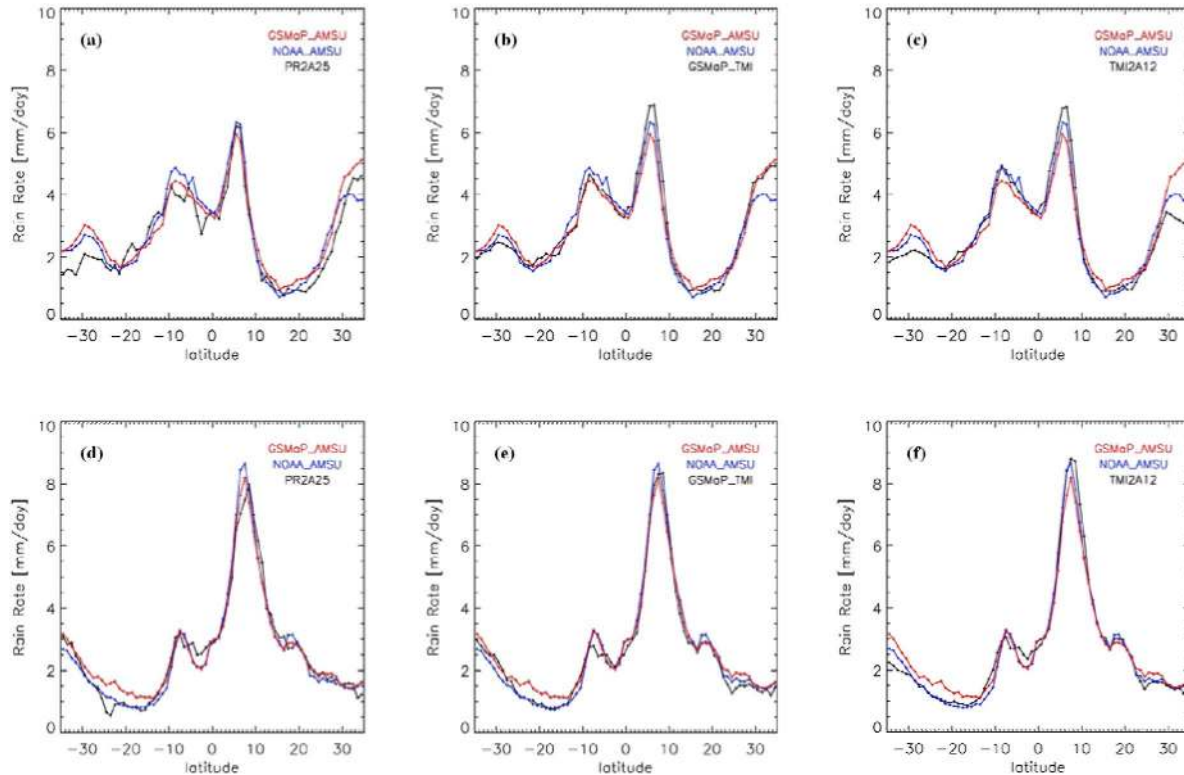 (a)
GSMaP_AMSU
NOAA_AMSU
PR2A25
Rain Rate [mm/day]
10
8
6
4
2
0
−30 −20 −10 0 10 20 30
latitude
(b)
GSMaP_AMSU
NOAA_AMSU
GSMaP_TMI
Rain Rate [mm/day]
10
8
6
4
2
0
−30 −20 −10 0 10 20 30
latitude
(c)
GSMaP_AMSU
NOAA_AMSU
TMI2A12
Rain Rate [mm/day]
10
8
6
4
2
0
−30 −20 −10 0 10 20 30
latitude
(d)
GSMaP_AMSU
NOAA_AMSU
PR2A25
Rain Rate [mm/day]
10
8
6
4
2
0
−30 −20 −10 0 10 20 30
latitude
(e)
GSMaP_AMSU
NOAA_AMSU
GSMaP_TMI
Rain Rate [mm/day]
10
8
6
4
2
0
−30 −20 −10 0 10 20 30
latitude
(f)
GSMaP_AMSU
NOAA_AMSU
TMI2A12
Rain Rate [mm/day]
10
8
6
4
2
0
−30 −20 −10 0 10 20 30
latitude